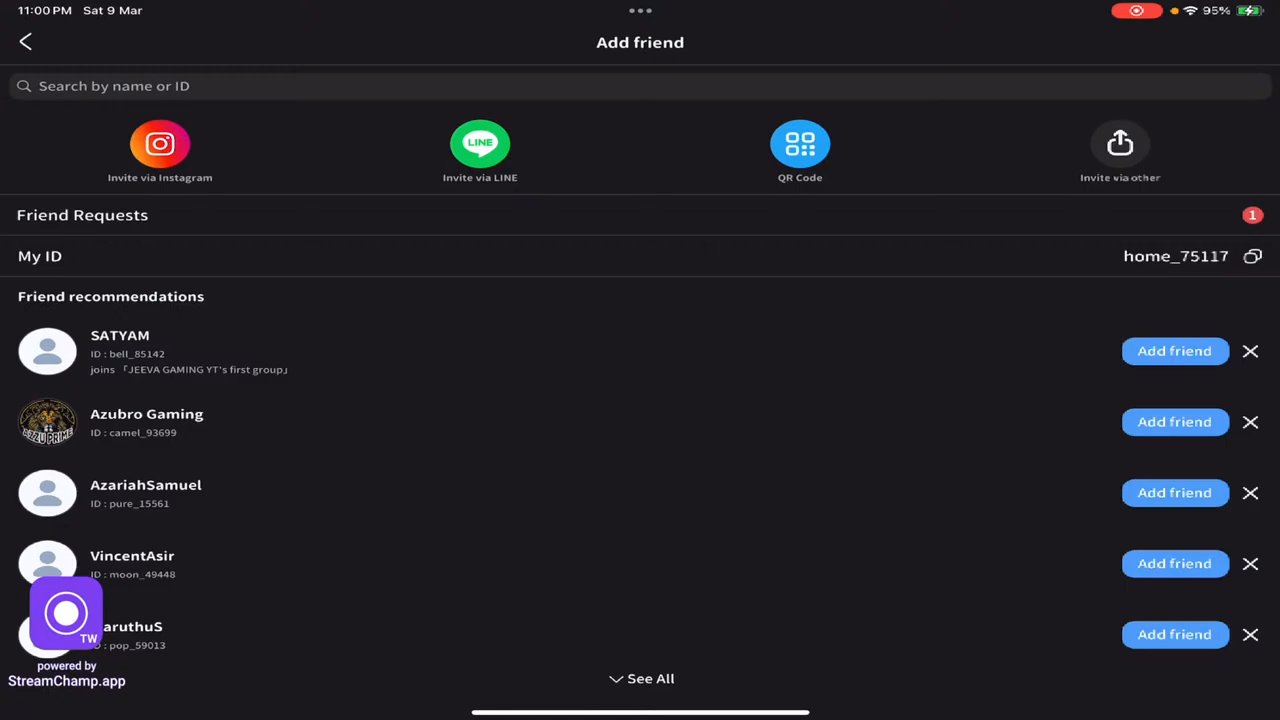 11:00 PM Sat 9 Mar
95%
Add friend
Search by name or ID
LINE
Invite via Instagram
Invite via LINE
QR Code
Invite via other
Friend Requests
1
My ID
home_75117
Friend recommendations
SATYAM
ID : bell_85142
joins 「JEEVA GAMING YT's first group」
Add friend
AZZU PRIME
Azubro Gaming
ID : camel_93699
Add friend
AzariahSamuel
ID : pure_15561
Add friend
VincentAsir
ID : moon_49448
Add friend
aruthuS
ID : pop_59013
Add friend
TW
powered by
StreamChamp.app
See All